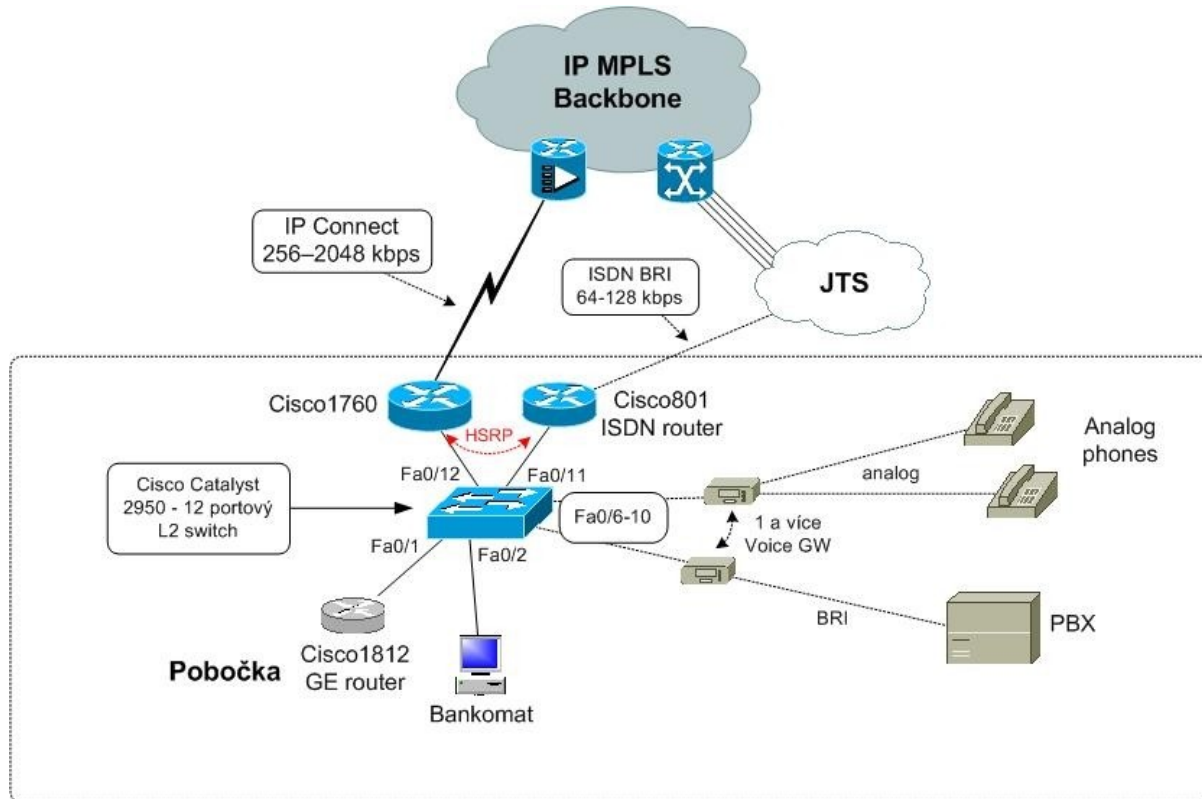 IP MPLS
Backbone
IP Connect
256–2048 kbps
ISDN BRI
64-128 kbps
JTS
Cisco1760
HSRP
Cisco801
ISDN router
Analog
phones
Fa0/12
Fa0/11
analog
Cisco Catalyst
2950 - 12 portový
L2 switch
Fa0/6-10
1 a více
Voice GW
Fa0/1
Fa0/2
BRI
PBX
Cisco1812
GE router
Pobočka
Bankomat